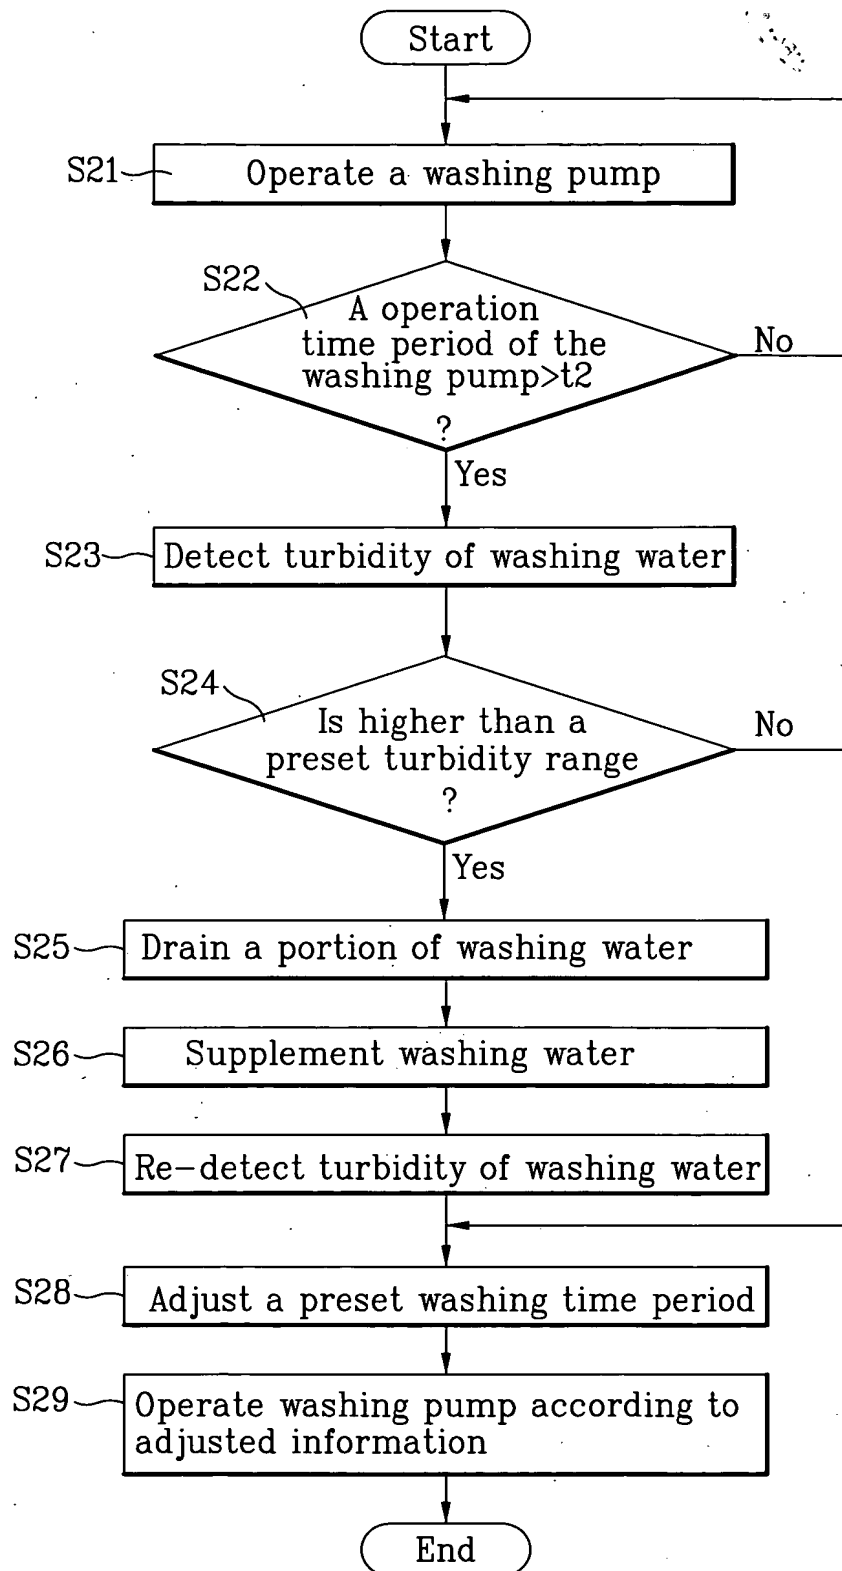 Start
S21
Operate a washing pump
S22
A operation
time period of the
washing pump>t2
?
No
Yes
S23
Detect turbidity of washing water
S24
Is higher than a
preset turbidity range
?
No
Yes
S25
Drain a portion of washing water
S26
Supplement washing water
S27
Re-detect turbidity of washing water
S28
Adjust a preset washing time period
S29
Operate washing pump according to
adjusted information
End